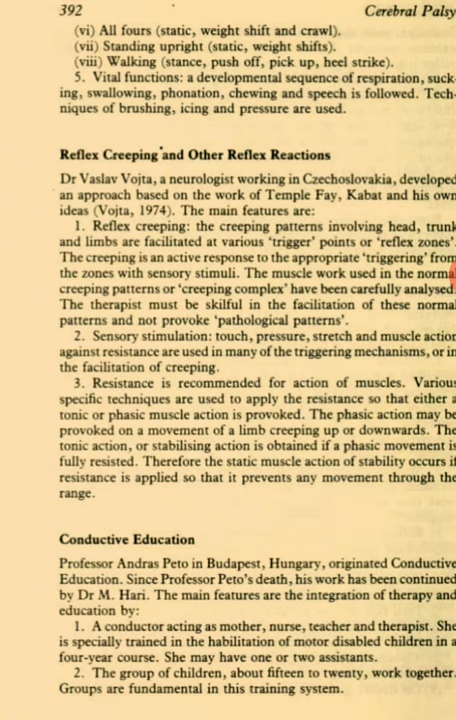 392 Cerebral Palsy
(vi) All fours (static, weight shift and crawl).
(vii) Standing upright (static, weight shifts).
(viii) Walking (stance, push off, pick up, heel strike).
5. Vital functions: a developmental sequence of respiration, suck-
ing, swallowing, phonation, chewing and speech is followed. Tech-
niques of brushing, icing and pressure are used.
Reflex Creeping and Other Reflex Reactions
Dr Vaslav Vojta, a neurologist working in Czechoslovakia, developed
an approach based on the work of Temple Fay, Kabat and his own
ideas (Vojta, 1974). The main features are:
1. Reflex creeping: the creeping patterns involving head, trunk
and limbs are facilitated at various ‘trigger’ points or ‘reflex zones’.
The creeping is an active response to the appropriate ‘triggering’ from
the zones with sensory stimuli. The muscle work used in the norma
creeping patterns or ‘creeping complex’ have been carefully analysed.
The therapist must be skilful in the facilitation of these normal
patterns and not provoke ‘pathological patterns’.
2. Sensory stimulation: touch, pressure, stretch and muscle action
against resistance are used in many of the triggering mechanisms, or in
the facilitation of creeping.
3. Resistance is recommended for action of muscles. Various
specific techniques are used to apply the resistance so that either a
tonic or phasic muscle action is provoked. The phasic action may be
provoked on a movement of a limb creeping up or downwards. The
tonic action, or stabilising action is obtained if a phasic movement is
fully resisted. Therefore the static muscle action of stability occurs if
resistance is applied so that it prevents any movement through the
range.
Conductive Education
Professor Andras Peto in Budapest, Hungary, originated Conductive
Education. Since Professor Peto’s death, his work has been continued
by Dr M. Hari. The main features are the integration of therapy and
education by:
1. A conductor acting as mother, nurse, teacher and therapist. She
is specially trained in the habilitation of motor disabled children in a
four-year course. She may have one or two assistants.
2. The group of children, about fifteen to twenty, work together.
Groups are fundamental in this training system.